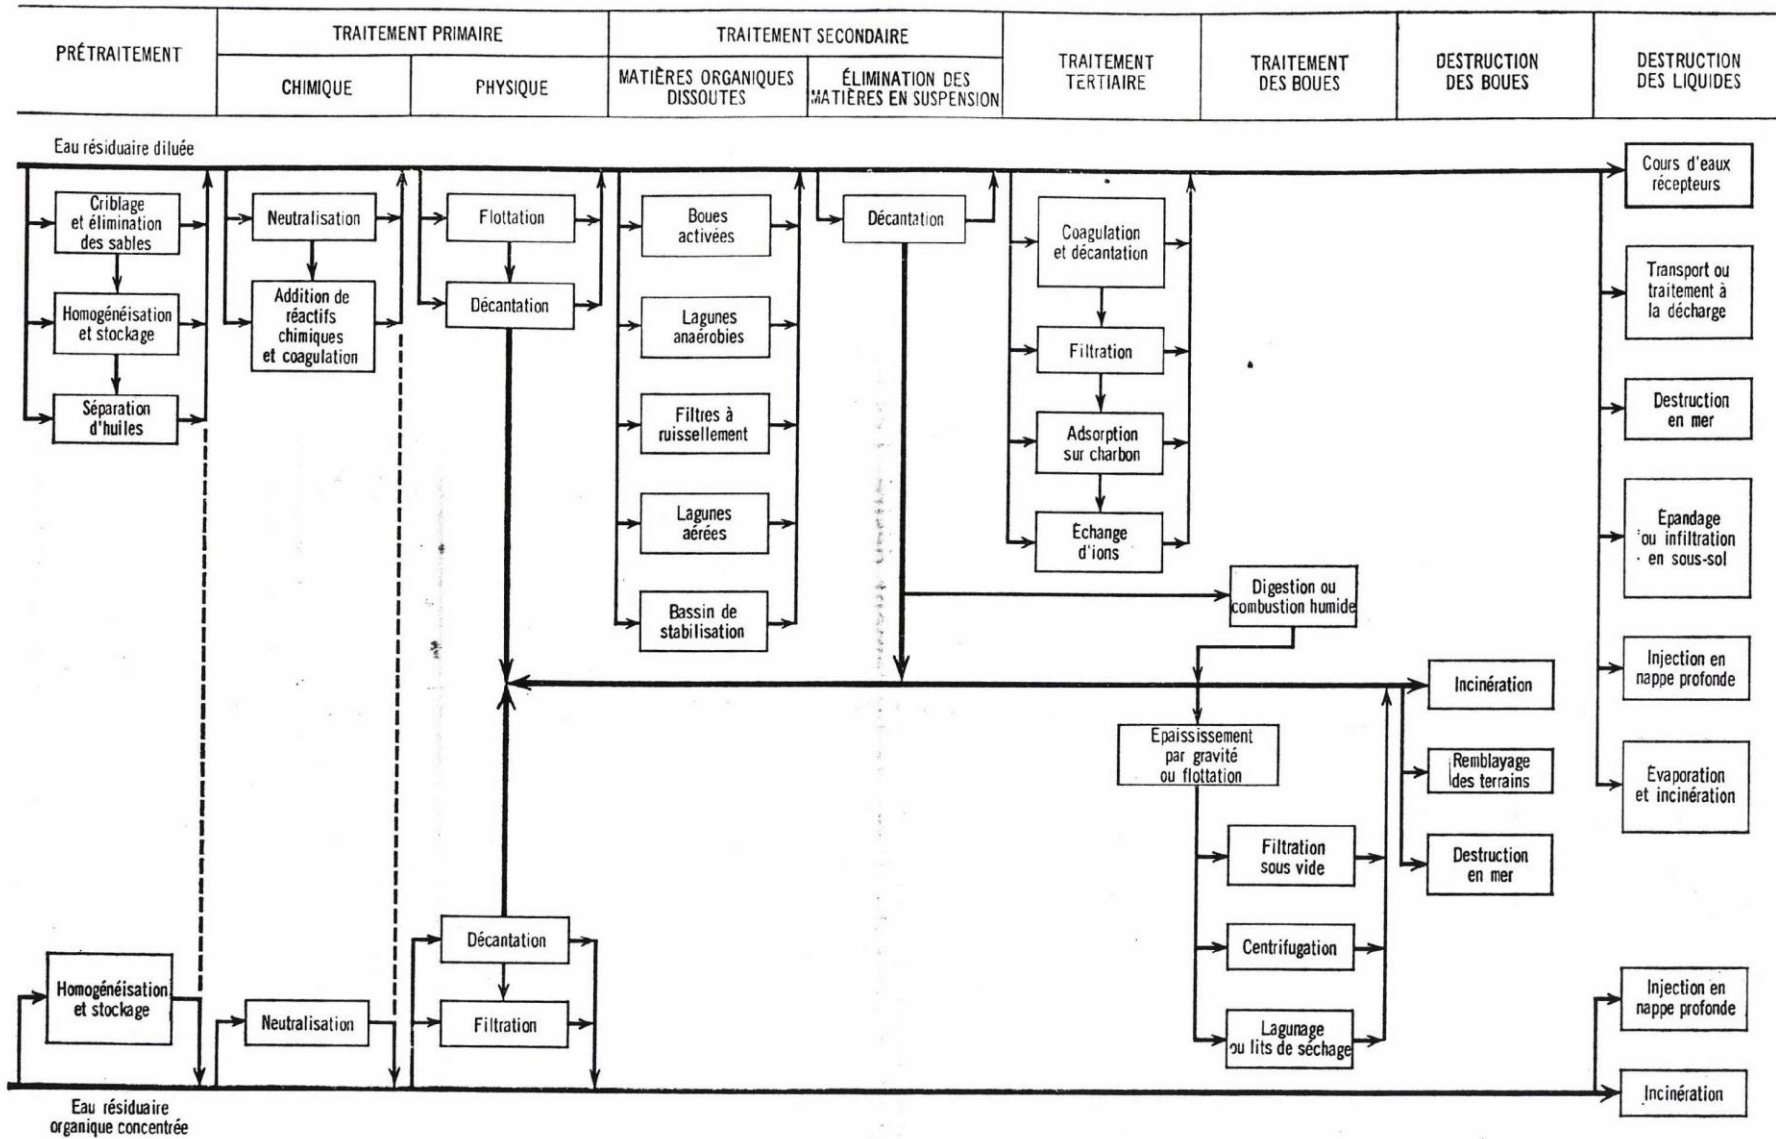 PRÉTRAITEMENT
TRAITEMENT PRIMAIRE
CHIMIQUE
PHYSIQUE
TRAITEMENT SECONDAIRE
MATIÈRES ORGANIQUES
DISSOUTES
ÉLIMINATION DES
MATIÈRES EN SUSPENSION
TRAITEMENT
TERTIAIRE
TRAITEMENT
DES BOUES
DESTRUCTION
DES BOUES
DESTRUCTION
DES LIQUIDES
Eau résiduaire diluée
Criblage
et élimination
des sables
Homogénéisation
et stockage
Séparation
d'huiles
Neutralisation
Addition de
réactifs
chimiques
et coagulation
Flottation
Décantation
Boues
activées
Lagunes
anaérobies
Filtres à
ruissellement
Lagunes
aérées
Bassin de
stabilisation
Décantation
Coagulation
et décantation
Filtration
Adsorption
sur charbon
Echange
d'ions
Digestion ou
combustion humide
Epaississement
par gravité
ou flottation
Filtration
sous vide
Centrifugation
Lagunage
ou lits de séchage
Incinération
Remblayage
des terrains
Destruction
en mer
Cours d'eaux
récepteurs
Transport ou
traitement à
la décharge
Destruction
en mer
Epandage
ou infiltration
en sous-sol
Injection en
nappe profonde
Evaporation
et incinération
Homogénéisation
et stockage
Neutralisation
Décantation
Filtration
Injection en
nappe profonde
Incinération
Eau résiduaire
organique concentrée